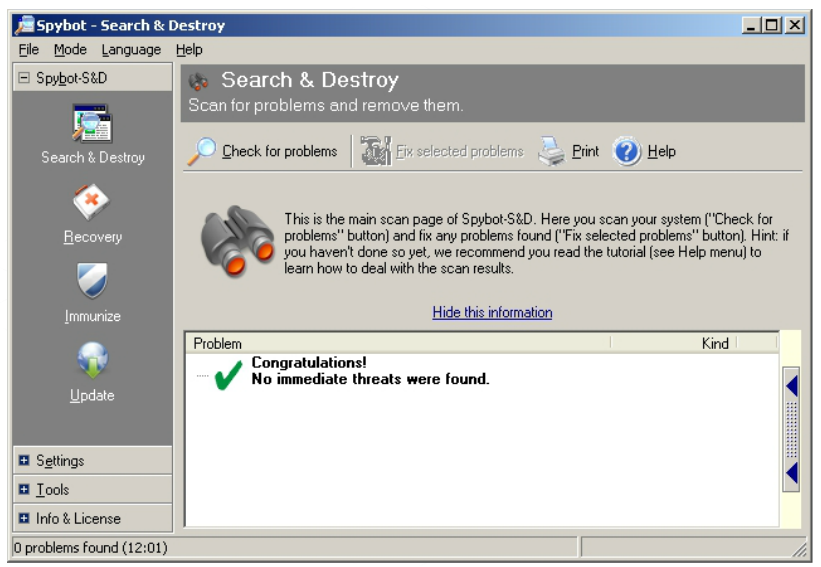 Spybot - Search & Destroy
File Mode Language Help
Spybot-S&D
Search & Destroy
Recovery
Immunize
Update
Settings
Tools
Info & License
Search & Destroy
Scan for problems and remove them.
Check for problems Fix selected problems Print Help
This is the main scan page of Spybot-S&D. Here you scan your system ("Check for
problems" button) and fix any problems found ("Fix selected problems" button). Hint: if
you haven't done so yet, we recommend you read the tutorial (see Help menu) to
learn how to deal with the scan results.
Hide this information
Problem Kind
Congratulations!
No immediate threats were found.
0 problems found (12:01)